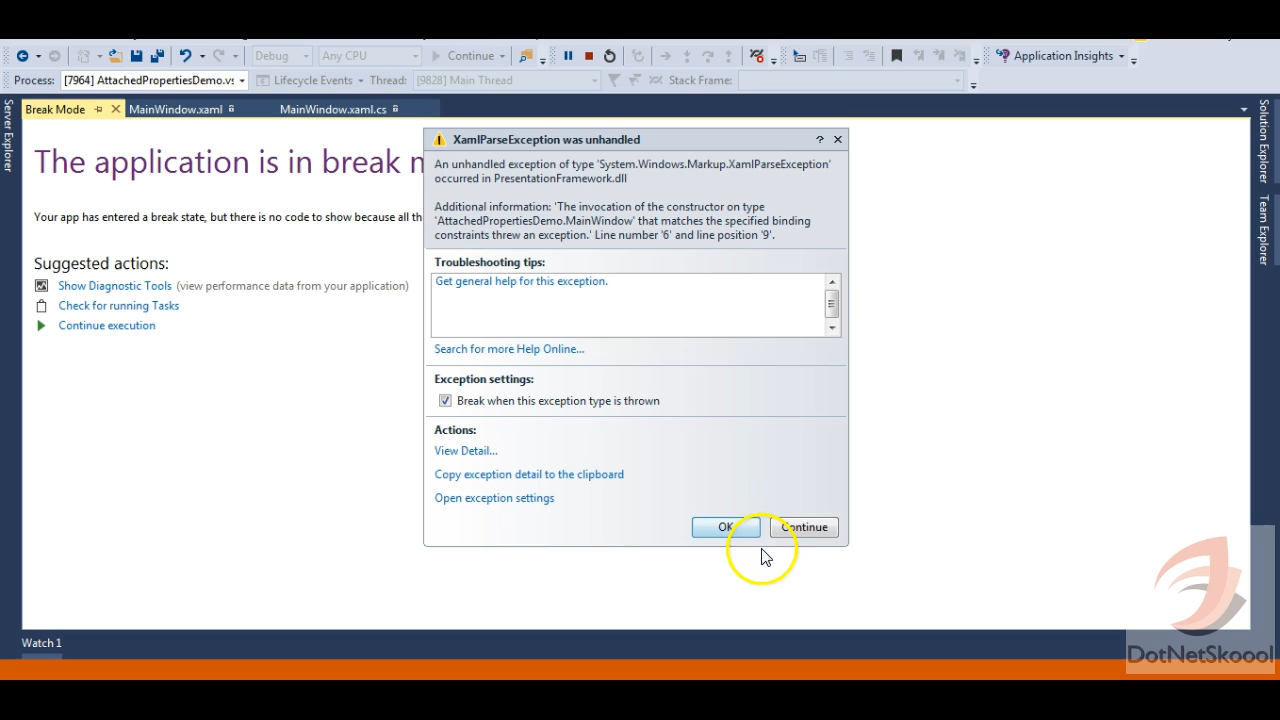 Debug Any CPU Continue Application Insights
Process: [7964] AttachedPropertiesDemo.vs Lifecycle Events Thread: [9828] Main Thread Stack Frame:
Server Explorer
Break Mode MainWindow.xaml MainWindow.xaml.cs
Solution Explorer
Team Explorer
The application is in break m
Your app has entered a break state, but there is no code to show because all th
Suggested actions:
Show Diagnostic Tools (view performance data from your application)
Check for running Tasks
Continue execution
XamlParseException was unhandled
An unhandled exception of type 'System.Windows.Markup.XamlParseException'
occurred in PresentationFramework.dll
Additional information: 'The invocation of the constructor on type
'AttachedPropertiesDemo.MainWindow' that matches the specified binding
constraints threw an exception.' Line number '6' and line position '9'.
Troubleshooting tips:
Get general help for this exception.
Search for more Help Online...
Exception settings:
Break when this exception type is thrown
Actions:
View Detail...
Copy exception detail to the clipboard
Open exception settings
OK Continue
Watch 1
DotNetSkoool